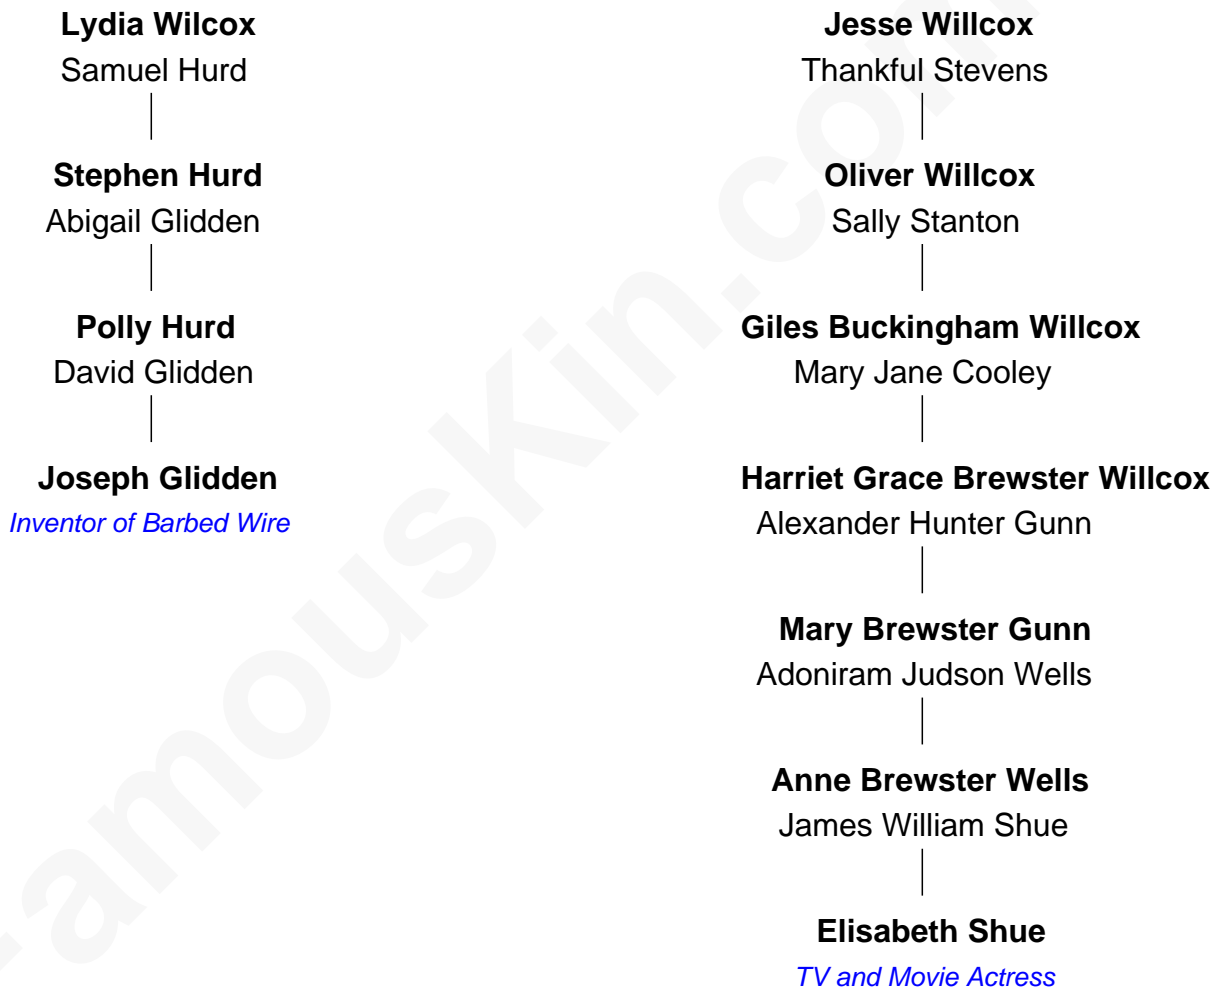 Lydia Wilcox
Samuel Hurd
Stephen Hurd
Abigail Glidden
Polly Hurd
David Glidden
Joseph Glidden
Inventor of Barbed Wire
Jesse Willcox
Thankful Stevens
Oliver Willcox
Sally Stanton
Giles Buckingham Willcox
Mary Jane Cooley
Harriet Grace Brewster Willcox
Alexander Hunter Gunn
Mary Brewster Gunn
Adoniram Judson Wells
Anne Brewster Wells
James William Shue
Elisabeth Shue
TV and Movie Actress
FamousKin.com